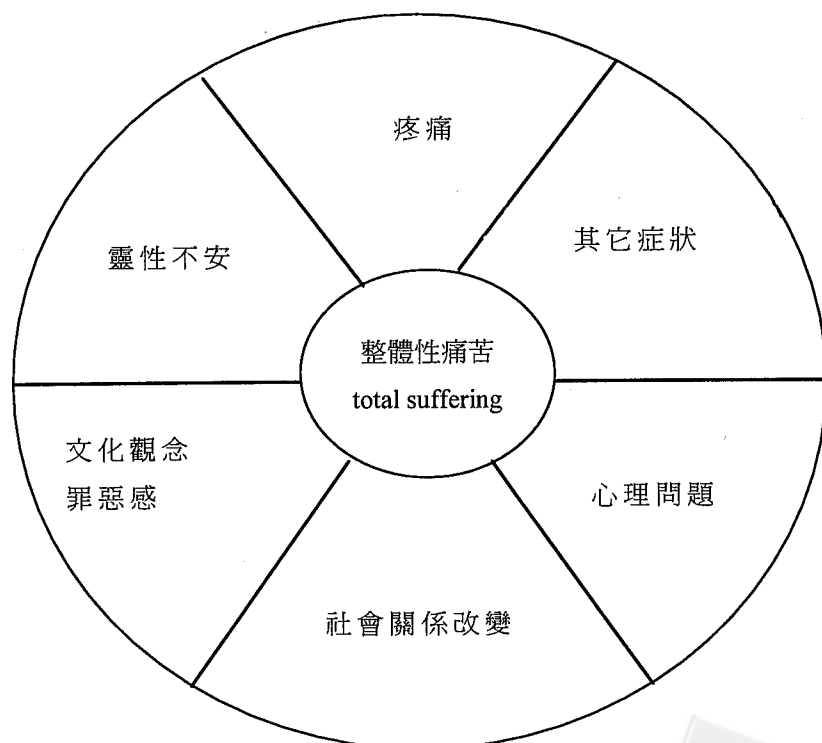 疼痛
其它症狀
靈性不安
整體性痛苦
total suffering
文化觀念
罪惡感
心理問題
社會關係改變